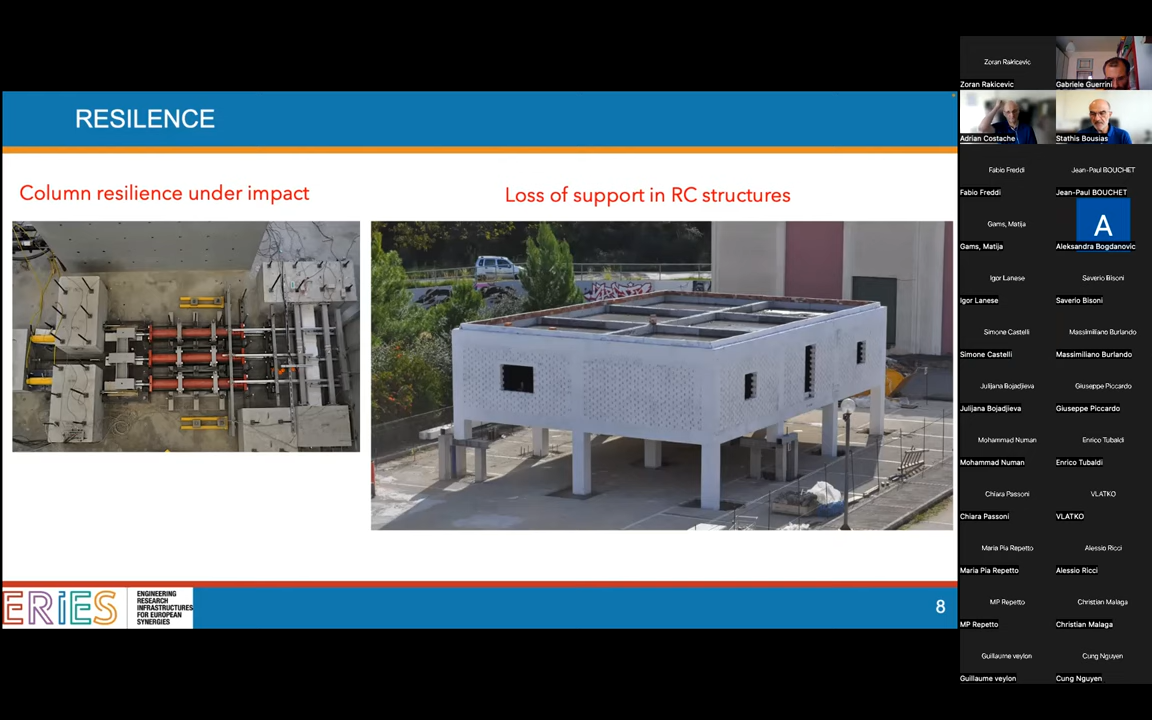 RESILENCE
Column resilience under impact
Loss of support in RC structures
ERIES
ENGINEERING
RESEARCH
INFRASTRUCTURES
FOR EUROPEAN
SYNERGIES
8
Zoran Rakicevic
Zoran Rakicevic
Gabriele Guerrini
Adrian Costache
Stathis Bousias
Fabio Freddi
Jean-Paul BOUCHET
Fabio Freddi
Jean-Paul BOUCHET
Gams, Matija
A
Gams, Matija
Aleksandra Bogdanovic
Igor Lanese
Saverio Bisoni
Igor Lanese
Saverio Bisoni
Simone Castelli
Massimiliano Burlando
Simone Castelli
Massimiliano Burlando
Julijana Bojadjieva
Giuseppe Piccardo
Julijana Bojadjieva
Giuseppe Piccardo
Mohammad Numan
Enrico Tubaldi
Mohammad Numan
Enrico Tubaldi
Chiara Passoni
VLATKO
Chiara Passoni
VLATKO
Maria Pia Repetto
Alessio Ricci
Maria Pia Repetto
Alessio Ricci
MP Repetto
Christian Malaga
MP Repetto
Christian Malaga
Guillaume veylon
Cung Nguyen
Guillaume veylon
Cung Nguyen